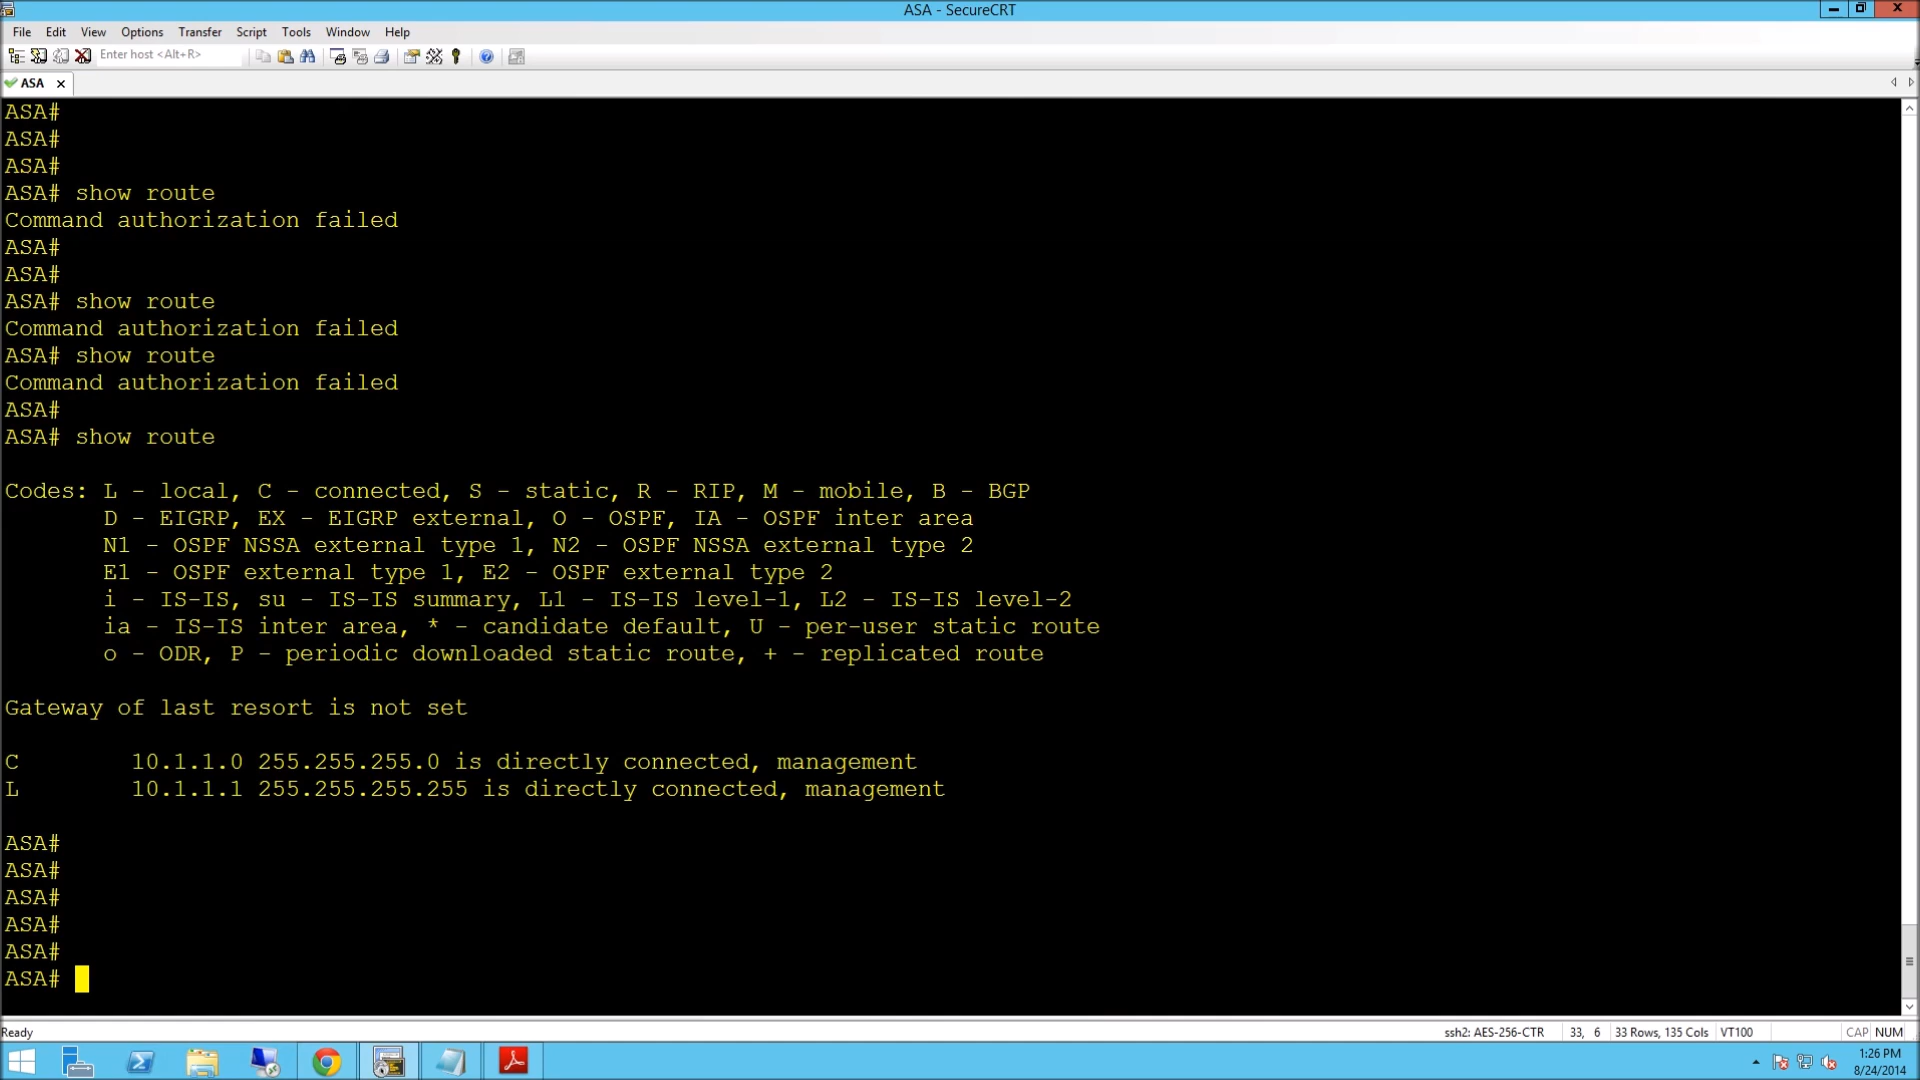 ASA - SecureCRT
File Edit View Options Transfer Script Tools Window Help
Enter host <Alt+R>
ASA
ASA#
ASA#
ASA#
ASA# show route
Command authorization failed
ASA#
ASA#
ASA# show route
Command authorization failed
ASA# show route
Command authorization failed
ASA#
ASA# show route
Codes: L - local, C - connected, S - static, R - RIP, M - mobile, B - BGP
D - EIGRP, EX - EIGRP external, O - OSPF, IA - OSPF inter area
N1 - OSPF NSSA external type 1, N2 - OSPF NSSA external type 2
E1 - OSPF external type 1, E2 - OSPF external type 2
i - IS-IS, su - IS-IS summary, L1 - IS-IS level-1, L2 - IS-IS level-2
ia - IS-IS inter area, * - candidate default, U - per-user static route
o - ODR, P - periodic downloaded static route, + - replicated route
Gateway of last resort is not set
C 10.1.1.0 255.255.255.0 is directly connected, management
L 10.1.1.1 255.255.255.255 is directly connected, management
ASA#
ASA#
ASA#
ASA#
ASA#
ASA#
Ready ssh2: AES-256-CTR 33, 6 33 Rows, 135 Cols VT100 CAP NUM
1:26 PM
8/24/2014